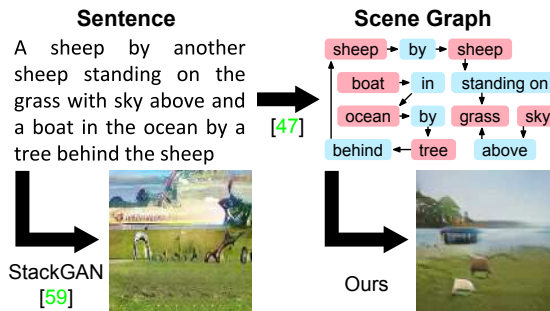 Sentence
A sheep by another
sheep standing on the
grass with sky above and
a boat in the ocean by a
tree behind the sheep
[47]
Scene Graph
sheep by sheep
boat in standing on
ocean by grass sky
behind tree above
StackGAN
[59]
Ours